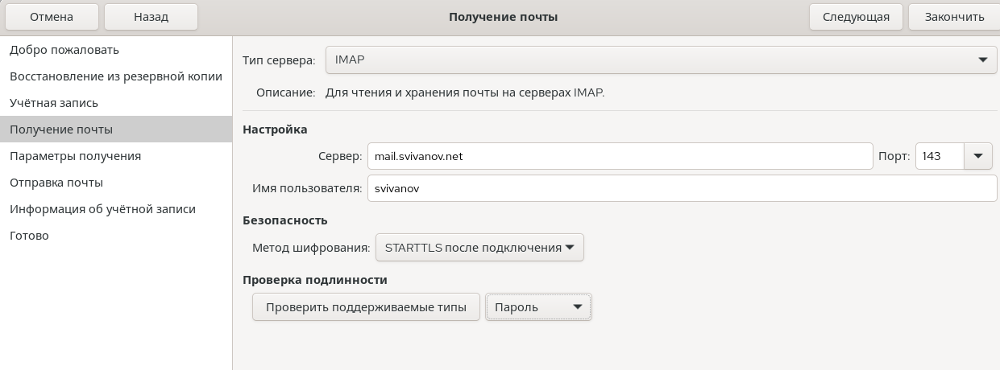 Отмена Назад Получение почты Следующая Закончить
Добро пожаловать
Восстановление из резервной копии
Учётная запись
Получение почты
Параметры получения
Отправка почты
Информация об учётной записи
Готово
Тип сервера: IMAP
Описание: Для чтения и хранения почты на серверах IMAP.
Настройка
Сервер: mail.svivanov.net Порт: 143
Имя пользователя: svivanov
Безопасность
Метод шифрования: STARTTLS после подключения
Проверка подлинности
Проверить поддерживаемые типы Пароль